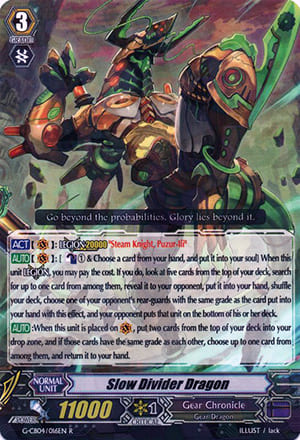 3
GRADE
Go beyond the probabilities. Glory lies beyond it.
ACT [ ]: LEGION 20000 "Steam Knight, Puzur-Ili"
AUTO [ ]: [ 1 & Choose a card from your hand, and put it into your soul] When this
unit LEGION, you may pay the cost. If you do, look at five cards from the top of your deck, search
for up to one card from among them, reveal it to your opponent, put it into your hand, shuffle
your deck, choose one of your opponent's rear-guards with the same grade as the card put into
your hand with this effect, and your opponent puts that unit on the bottom of his or her deck.
AUTO :When this unit is placed on , put two cards from the top of your deck into your
drop zone, and if those cards have the same grade as each other, choose up to one card from
among them, and return it to your hand.
NORMAL
UNIT
Slow Divider Dragon
11000
1
CRITICAL
Gear Chronicle
Gear Dragon
G-CB04/016EN R
ILLUST / lack